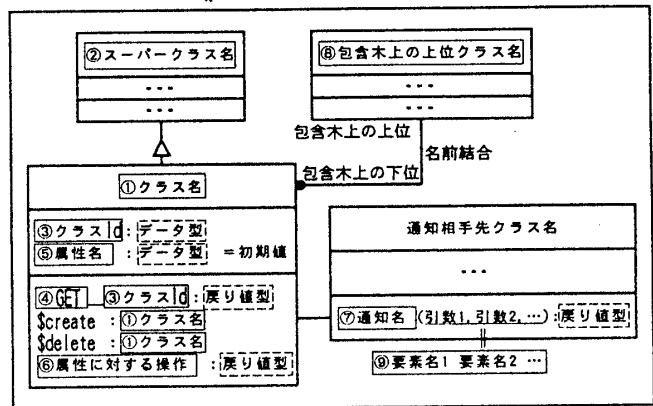 ②スーパークラス名
・・・
・・・
⑧包含木上の上位クラス名
・・・
・・・
包含木上の上位
名前結合
包含木上の下位
①クラス名
③クラスId:データ型
⑤属性名 :データ型 =初期値
④GET ③クラスId:戻り値型
$create :①クラス名
$delete :①クラス名
⑥属性に対する操作 :戻り値型
通知相手先クラス名
・・・
⑦通知名(引数1,引数2,…):戻り値型
⑨要素名1 要素名2 …